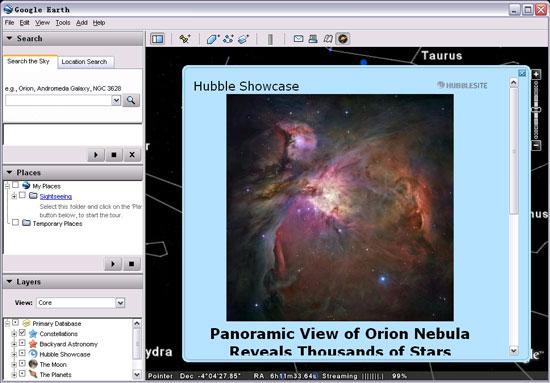 Google Earth
File Edit View Tools Add Help
Search
Search the Sky Location Search
e.g., Orion, Andromeda Galaxy, NGC 3628
Places
My Places
Sightseeing
Select this folder and click on the 'Pla
button below, to start the tour.
Temporary Places
Layers
View: Core
Primary Database
Constellations
Backyard Astronomy
Hubble Showcase
The Moon
The Planets
Taurus
Hubble Showcase
HUBBLESITE
Panoramic View of Orion Nebula
Reveals Thousands of Stars
ydra
Pointer Dec -4°04'27.85" RA 6h11m33.64s Streaming |||||||||| 99%